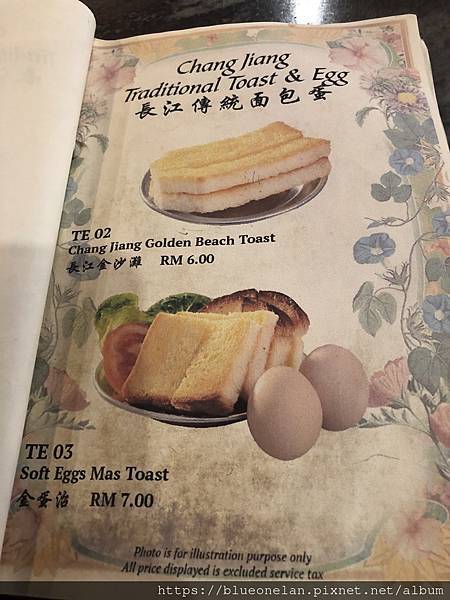 Chang Jiang
Traditional Toast & Egg
長江傳統面包蛋
TE 02
Chang Jiang Golden Beach Toast
長江金沙灘 RM 6.00
TE 03
Soft Eggs Mas Toast
金蛋治 RM 7.00
Photo is for illustration purpose only
All price displayed is excluded service tax
https://blueonelan.pixnet.net/album